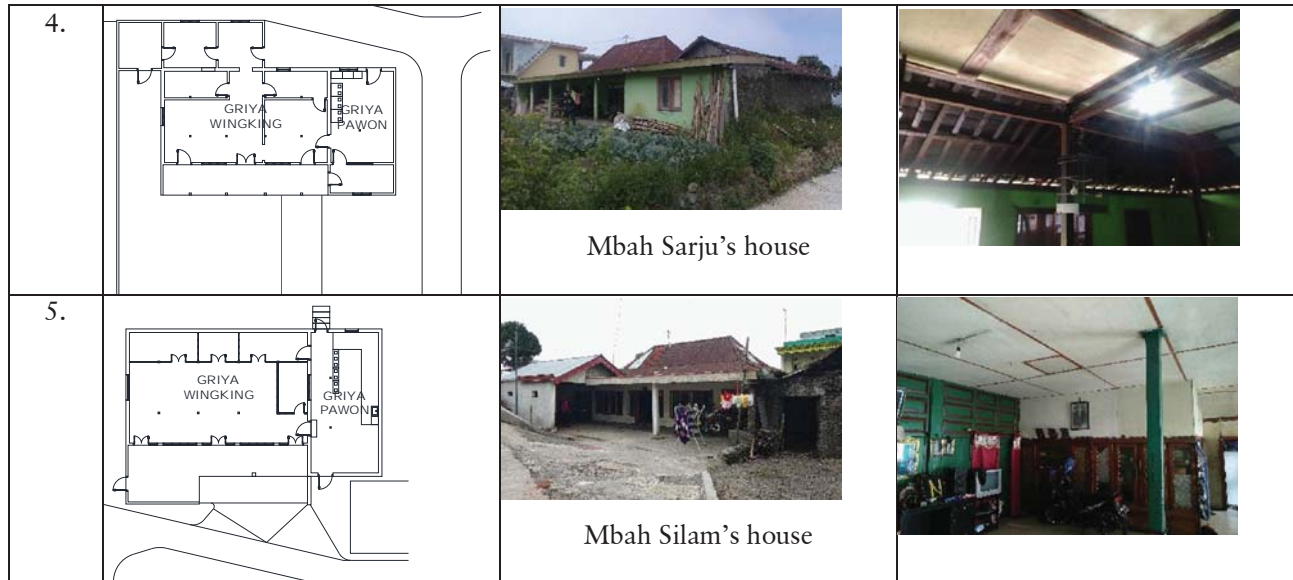 4.
GRIYA
WINGKING
GRIYA
PAWON
Mbah Sarju’s house
5.
GRIYA
WINGKING
GRIYA
PAWON
Mbah Silam’s house